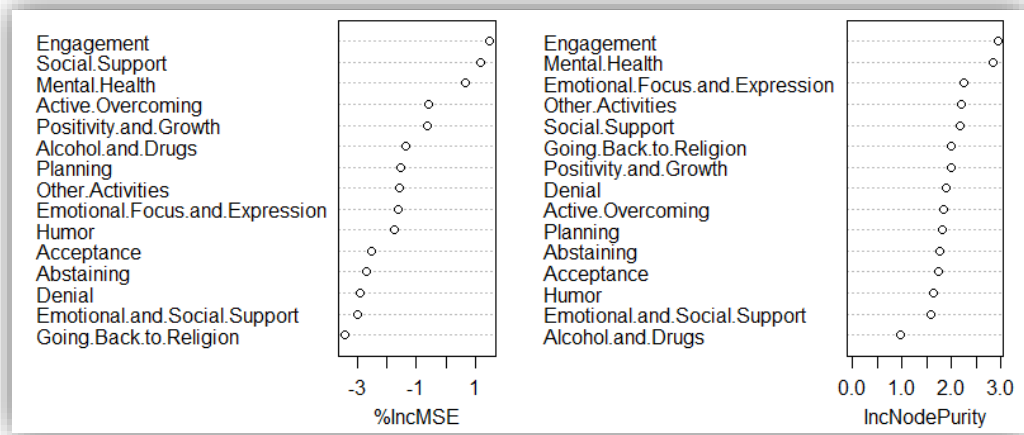 Engagement
Social.Support
Mental.Health
Active.Overcoming
Positivity.and.Growth
Alcohol.and.Drugs
Planning
Other.Activities
Emotional.Focus.and.Expression
Humor
Acceptance
Abstaining
Denial
Emotional.and.Social.Support
Going.Back.to.Religion
-3 -1 1
%IncMSE
Engagement
Mental.Health
Emotional.Focus.and.Expression
Other.Activities
Social.Support
Going.Back.to.Religion
Positivity.and.Growth
Denial
Active.Overcoming
Planning
Abstaining
Acceptance
Humor
Emotional.and.Social.Support
Alcohol.and.Drugs
0.0 1.0 2.0 3.0
IncNodePurity